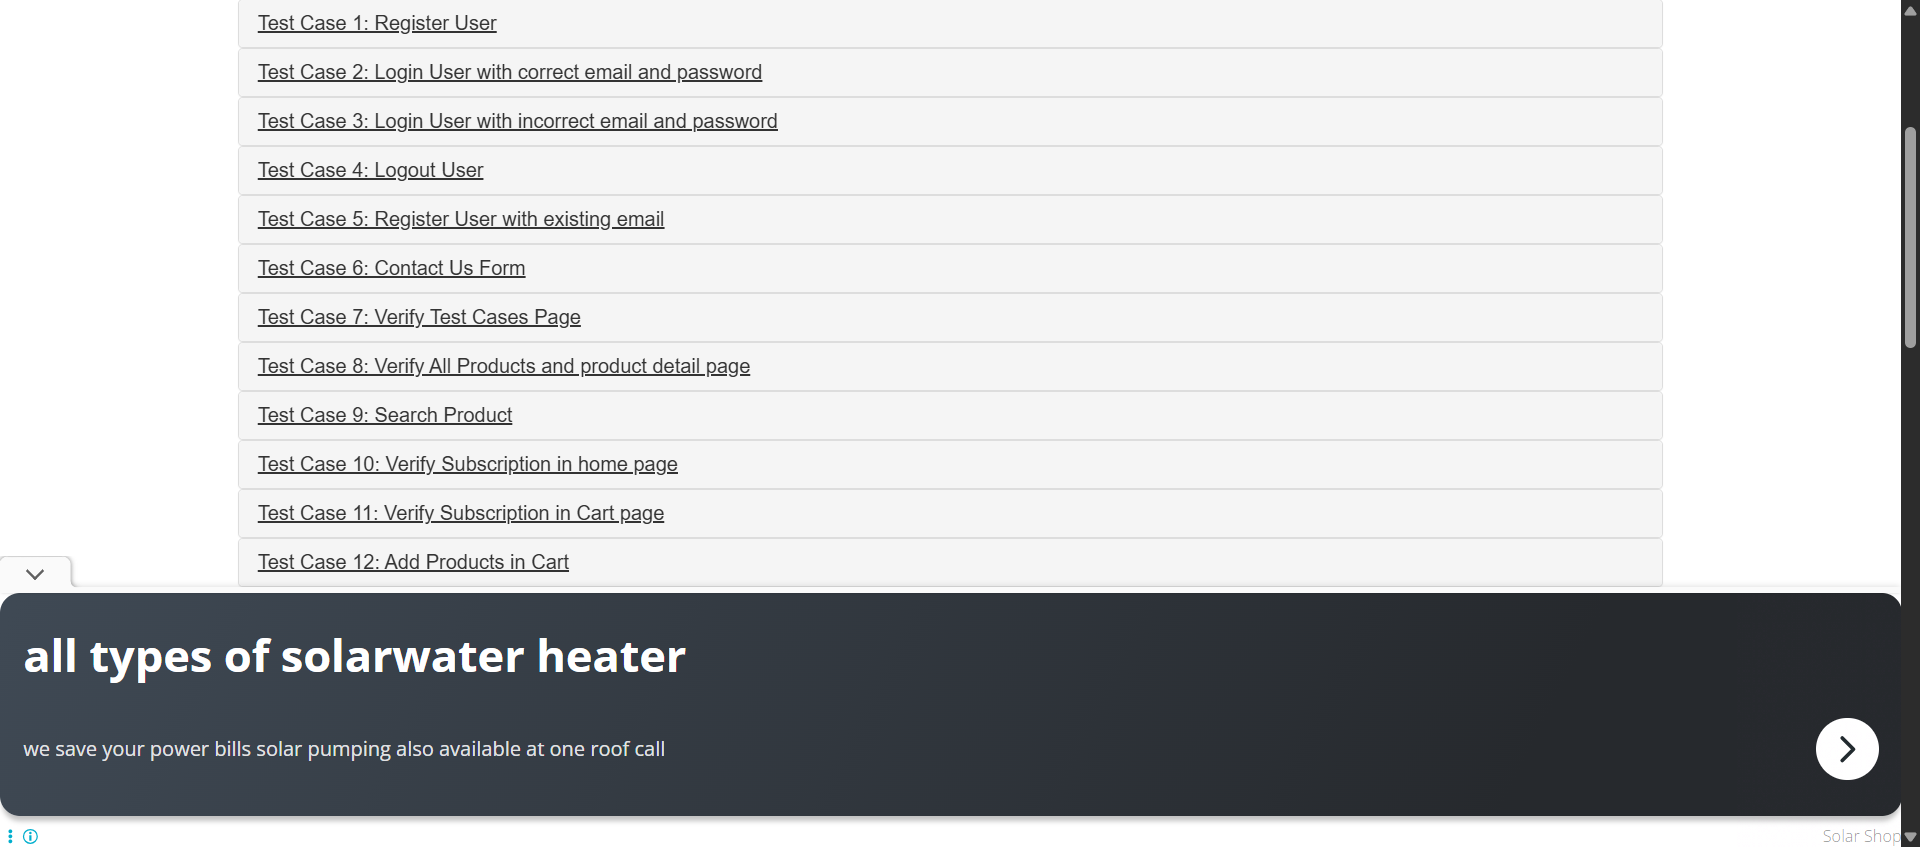 Test Case 1: Register User
Test Case 2: Login User with correct email and password
Test Case 3: Login User with incorrect email and password
Test Case 4: Logout User
Test Case 5: Register User with existing email
Test Case 6: Contact Us Form
Test Case 7: Verify Test Cases Page
Test Case 8: Verify All Products and product detail page
Test Case 9: Search Product
Test Case 10: Verify Subscription in home page
Test Case 11: Verify Subscription in Cart page
Test Case 12: Add Products in Cart
all types of solarwater heater
we save your power bills solar pumping also available at one roof call
Solar Shop